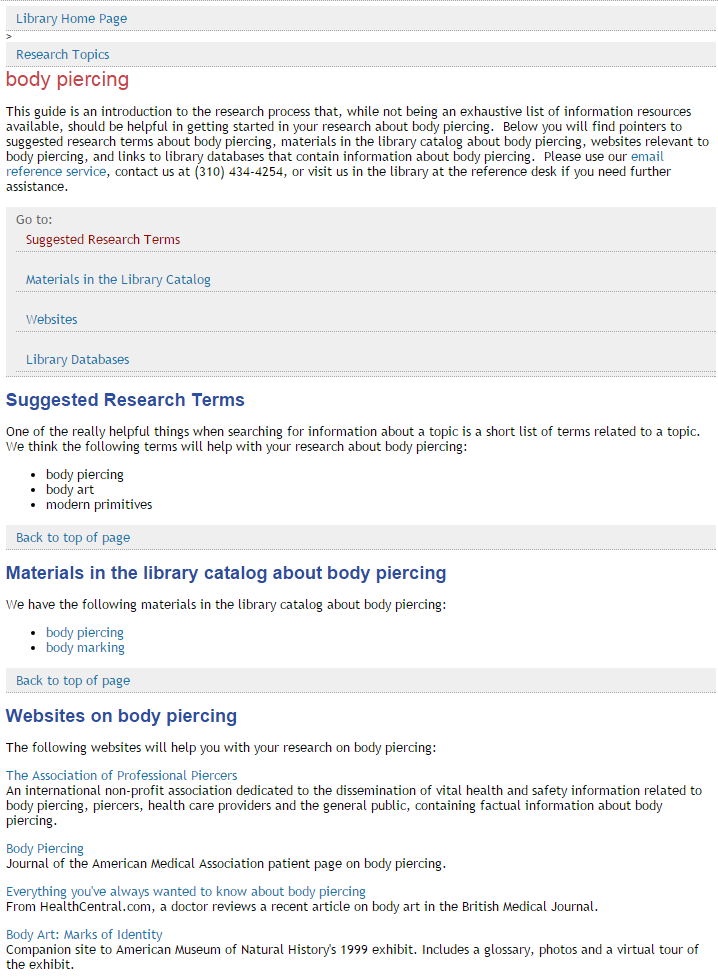 Library Home Page
>
Research Topics
body piercing
This guide is an introduction to the research process that, while not being an exhaustive list of information resources
available, should be helpful in getting started in your research about body piercing.  Below you will find pointers to
suggested research terms about body piercing, materials in the library catalog about body piercing, websites relevant to
body piercing, and links to library databases that contain information about body piercing.  Please use our email
reference service, contact us at (310) 434-4254, or visit us in the library at the reference desk if you need further
assistance.
Go to:
Suggested Research Terms
Materials in the Library Catalog
Websites
Library Databases
Suggested Research Terms
One of the really helpful things when searching for information about a topic is a short list of terms related to a topic.
We think the following terms will help with your research about body piercing:
• body piercing
• body art
• modern primitives
Back to top of page
Materials in the library catalog about body piercing
We have the following materials in the library catalog about body piercing:
• body piercing
• body marking
Back to top of page
Websites on body piercing
The following websites will help you with your research on body piercing:
The Association of Professional Piercers
An international non-profit association dedicated to the dissemination of vital health and safety information related to
body piercing, piercers, health care providers and the general public, containing factual information about body
piercing.
Body Piercing
Journal of the American Medical Association patient page on body piercing.
Everything you've always wanted to know about body piercing
From HealthCentral.com, a doctor reviews a recent article on body art in the British Medical Journal.
Body Art: Marks of Identity
Companion site to American Museum of Natural History's 1999 exhibit. Includes a glossary, photos and a virtual tour of
the exhibit.